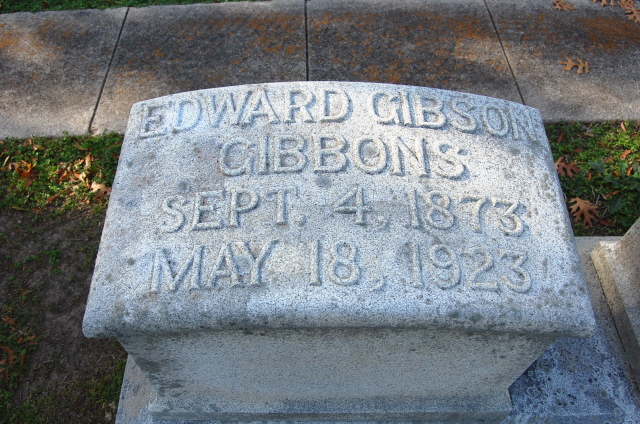 EDWARD GIBSON
GIBBONS
SEPT. 4, 1873
MAY 18, 1923